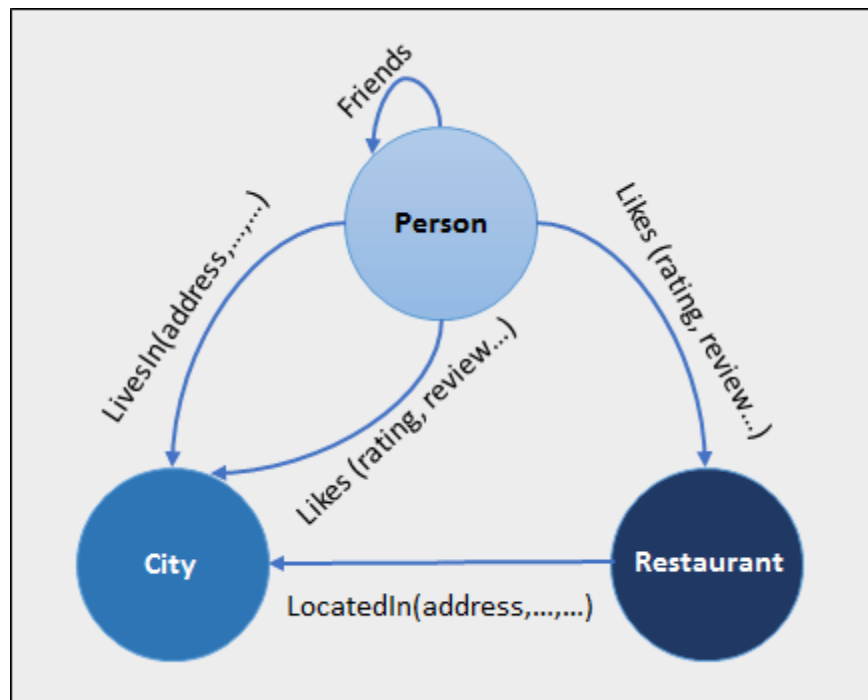 Friends
Person
LivesIn(address,...,...)
Likes (rating, review...)
Likes (rating, review...)
City
Restaurant
LocatedIn(address,...,...)